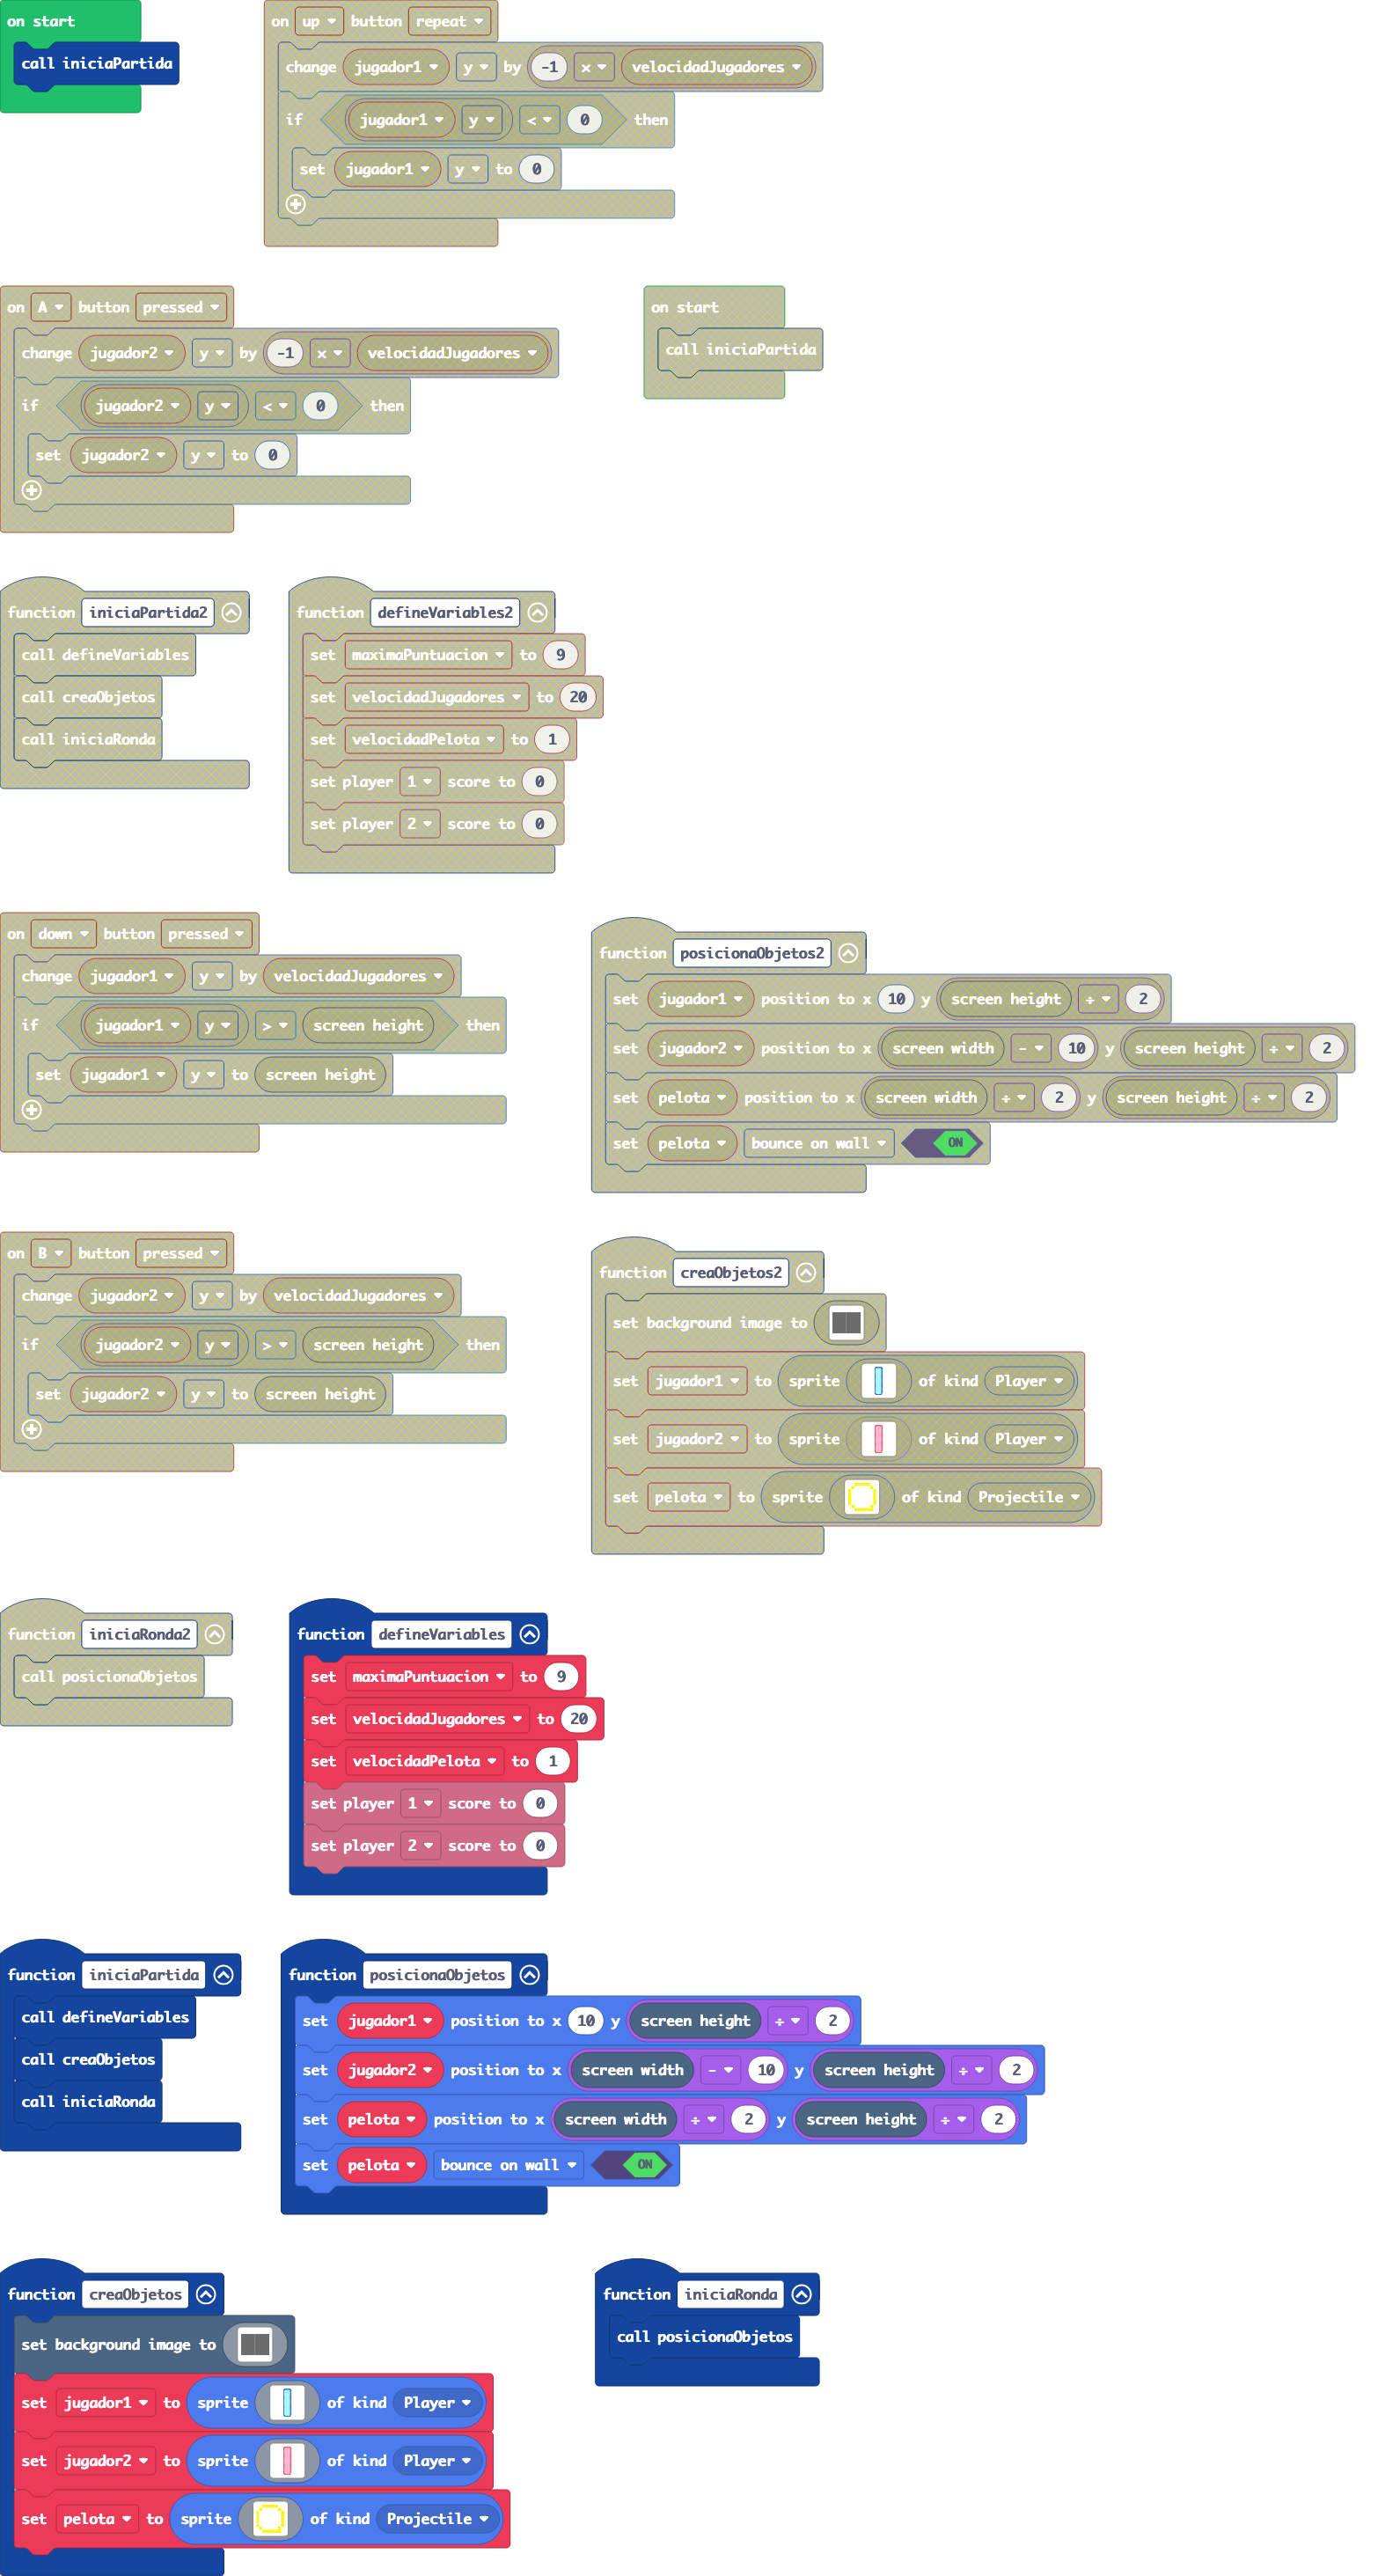 on start
call iniciaPartida
on up button repeat
change jugador1 y by -1 x velocidadJugadores
if jugador1 y < 0 then
set jugador1 y to 0
on A button pressed
change jugador2 y by -1 x velocidadJugadores
if jugador2 y < 0 then
set jugador2 y to 0
on start
call iniciaPartida
function iniciaPartida2
call defineVariables
call creaObjetos
call iniciaRonda
function defineVariables2
set maximaPuntuacion to 9
set velocidadJugadores to 20
set velocidadPelota to 1
set player 1 score to 0
set player 2 score to 0
on down button pressed
change jugador1 y by velocidadJugadores
if jugador1 y > screen height then
set jugador1 y to screen height
function posicionaObjetos2
set jugador1 position to x 10 y screen height ÷ 2
set jugador2 position to x screen width - 10 y screen height ÷ 2
set pelota position to x screen width ÷ 2 y screen height ÷ 2
set pelota bounce on wall ON
on B button pressed
change jugador2 y by velocidadJugadores
if jugador2 y > screen height then
set jugador2 y to screen height
function creaObjetos2
set background image to
set jugador1 to sprite of kind Player
set jugador2 to sprite of kind Player
set pelota to sprite of kind Projectile
function iniciaRonda2
call posicionaObjetos
function defineVariables
set maximaPuntuacion to 9
set velocidadJugadores to 20
set velocidadPelota to 1
set player 1 score to 0
set player 2 score to 0
function iniciaPartida
call defineVariables
call creaObjetos
call iniciaRonda
function posicionaObjetos
set jugador1 position to x 10 y screen height ÷ 2
set jugador2 position to x screen width - 10 y screen height ÷ 2
set pelota position to x screen width ÷ 2 y screen height ÷ 2
set pelota bounce on wall ON
function creaObjetos
set background image to
set jugador1 to sprite of kind Player
set jugador2 to sprite of kind Player
set pelota to sprite of kind Projectile
function iniciaRonda
call posicionaObjetos